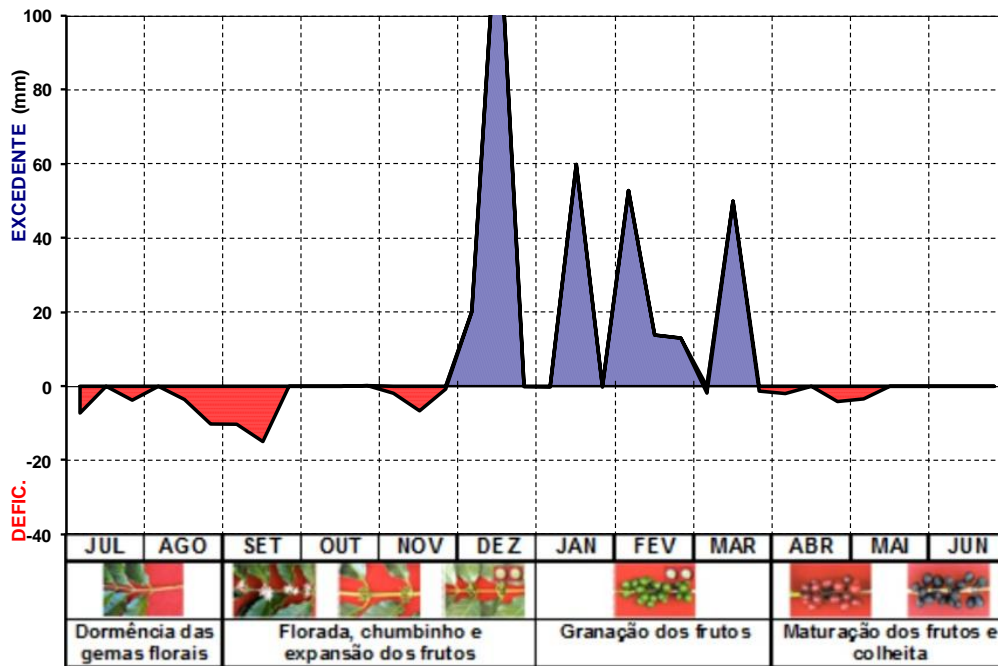 100
80
60
40
20
0
-20
-40
EXCEDENTE (mm)
DEFIC.
JUL AGO SET OUT NOV DEZ JAN FEV MAR ABR MAI JUN
Dormência das
gemas florais
Florada, chumbinho e
expansão dos frutos
Granação dos frutos
Maturação dos frutos e
colheita